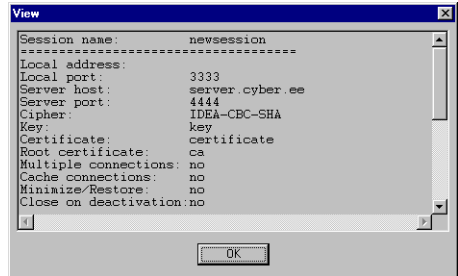 View
Session name: newsession
=====================================
Local address:
Local port: 3333
Server host: server.cyber.ee
Server port: 4444
Cipher: IDEA-CBC-SHA
Key: key
Certificate: certificate
Root certificate: ca
Multiple connections: no
Cache connections: no
Minimize/Restore: no
Close on deactivation:no
OK